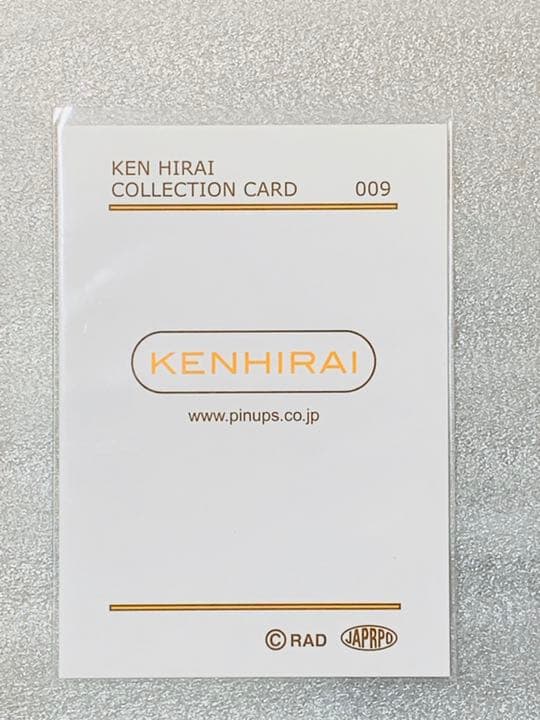 KEN HIRAI
COLLECTION CARD 009
KENHIRAI
www.pinups.co.jp
© RAD JAPRPO